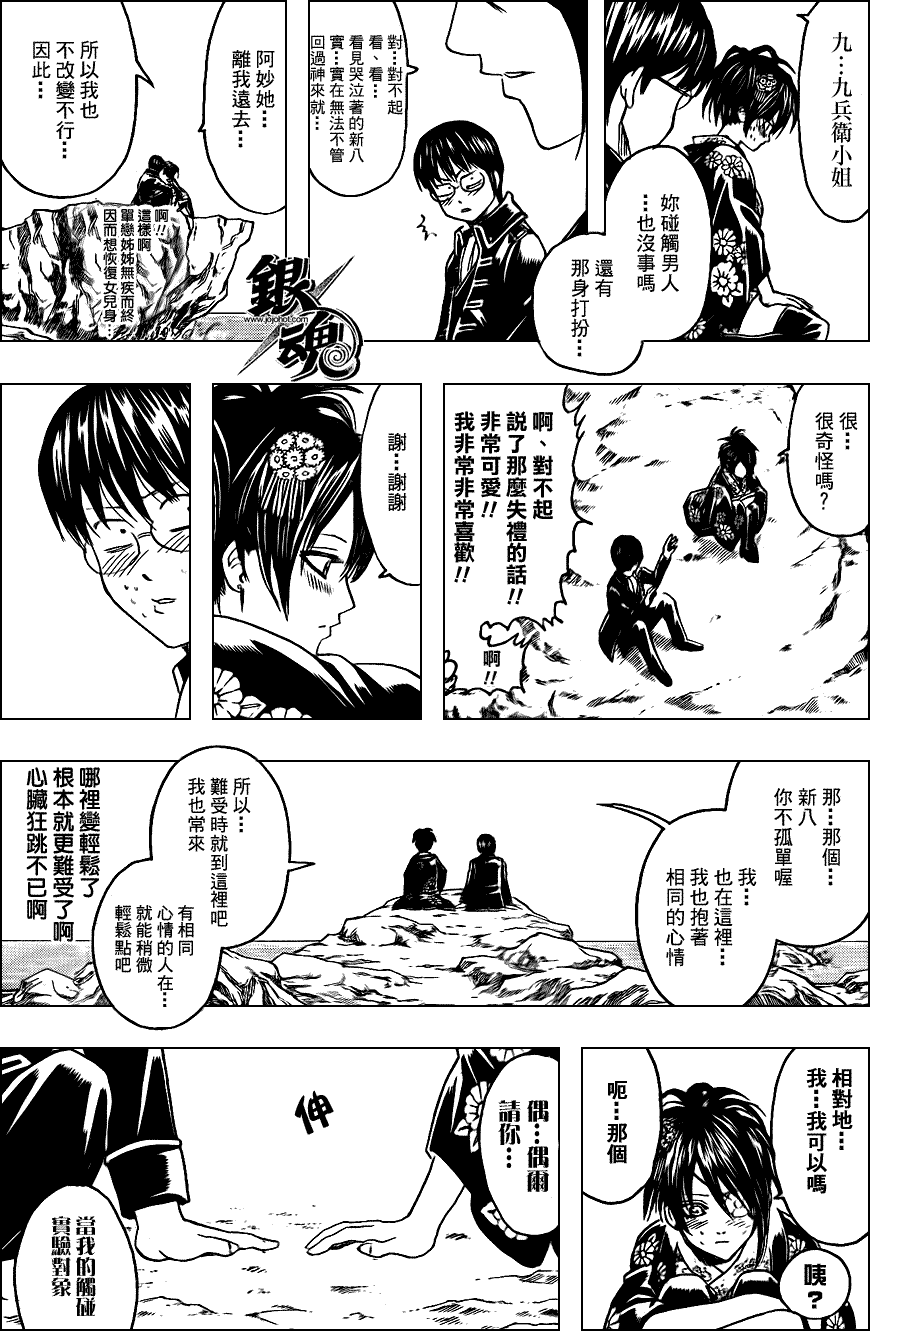 九…九兵衛小姐
妳碰觸男人
…也沒事嗎
還有
那身打扮…
對…對不起
看、看…
看見哭泣著的新八
實…實在無法不管
回過神來就…
阿妙她…
離我遠去…
所以我也
不改變不行…
因此…
啊!!
這樣啊
單戀姊姊無疾而終
因而想恢復女兒身…
銀魂
www.jojohot.com
很…
很奇怪嗎?
啊、對不起
說了那麼失禮的話!!
非常可愛!!
我非常非常喜歡!!
啊!!
謝…謝謝
那…那個…
新八
你不孤單喔
我…
也在這裡…
我也抱著
相同的心情
所以…
難受時就到這裡吧
我也常來
有相同
心情的人在…
就能稍微
輕鬆點吧
哪裡變輕鬆了
根本就更難受了啊
心臟狂跳不已啊
相對地…
我…我可以嗎
呃…那個
咦?
偶…偶爾
請你…
伸
當我的觸碰
實驗對象